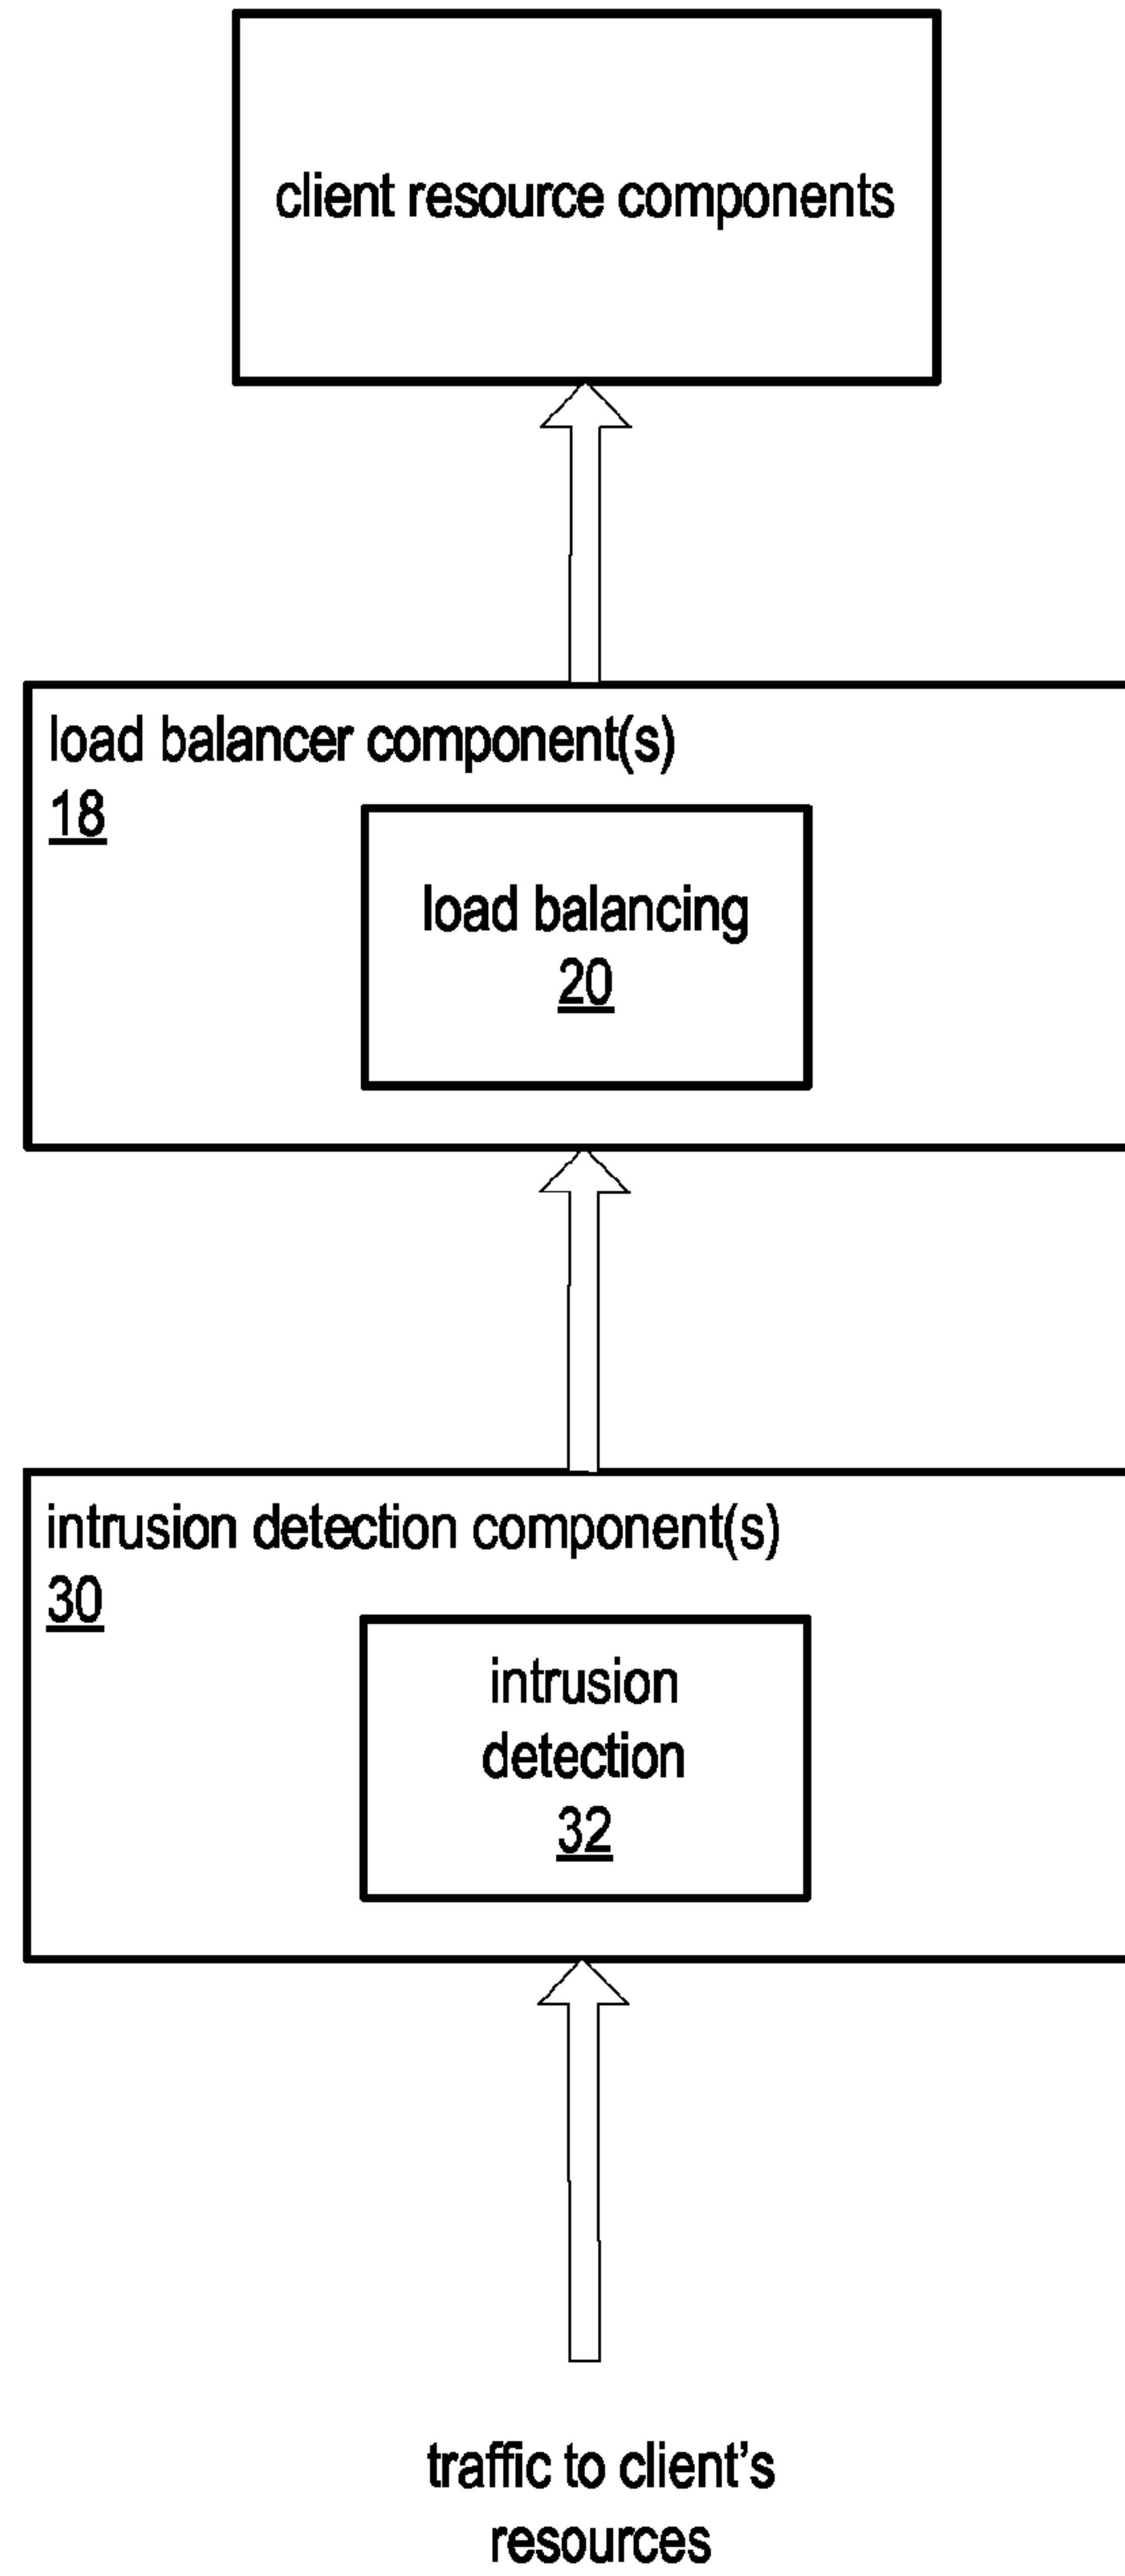 client resource components
load balancer component(s)
18
load balancing
20
intrusion detection component(s)
30
intrusion
detection
32
traffic to client's
resources